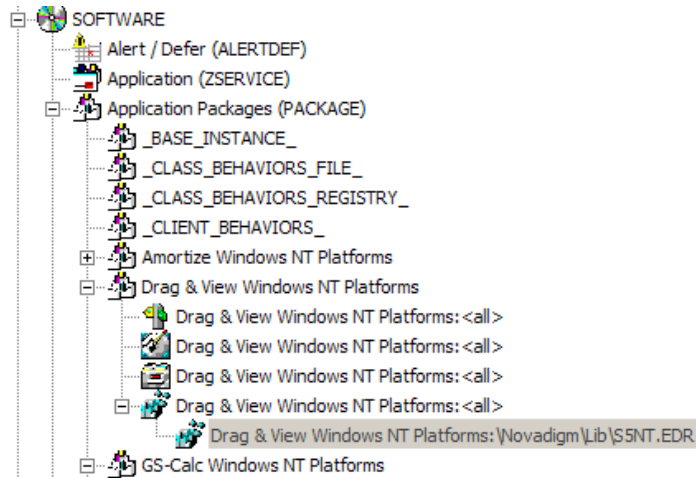 SOFTWARE
Alert / Defer (ALERTDEF)
Application (ZSERVICE)
Application Packages (PACKAGE)
_BASE_INSTANCE_
_CLASS_BEHAVIORS_FILE_
_CLASS_BEHAVIORS_REGISTRY_
_CLIENT_BEHAVIORS_
Amortize Windows NT Platforms
Drag & View Windows NT Platforms
Drag & View Windows NT Platforms:<all>
Drag & View Windows NT Platforms:<all>
Drag & View Windows NT Platforms:<all>
Drag & View Windows NT Platforms:<all>
Drag & View Windows NT Platforms:\Novadigm\Lib\S5NT.EDR
GS-Calc Windows NT Platforms